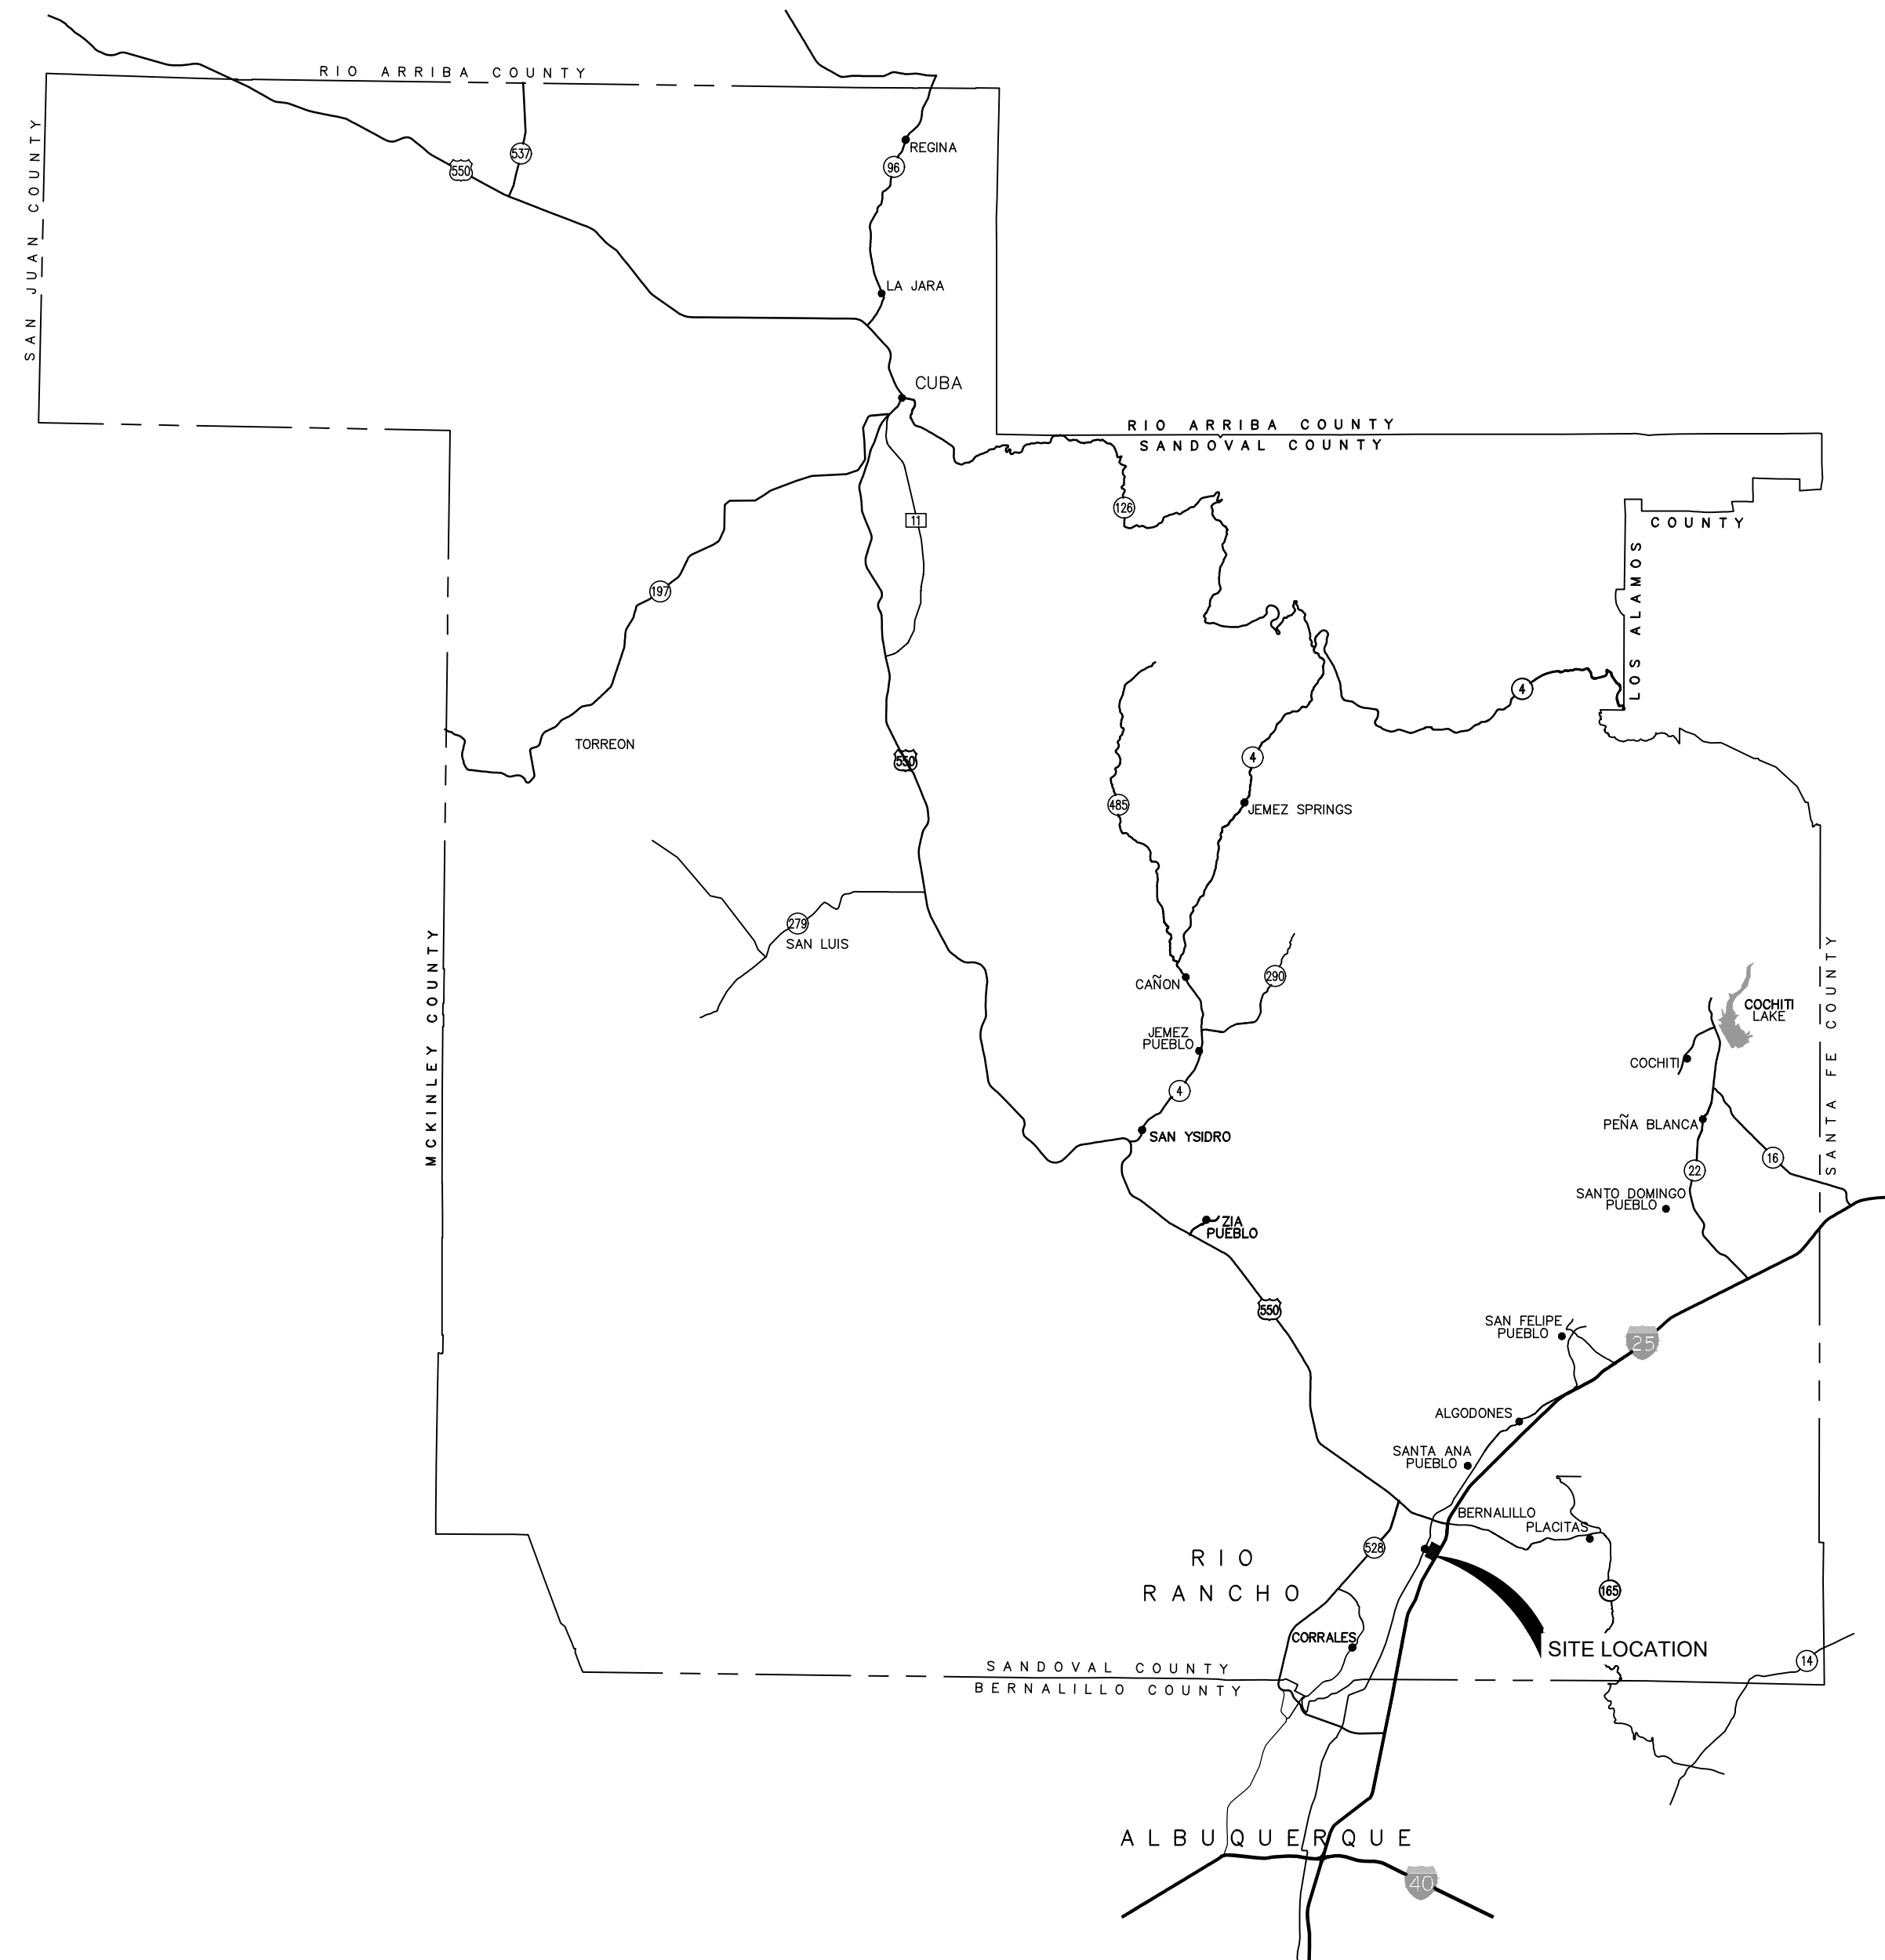 RIO ARRIBA COUNTY
SAN JUAN COUNTY
537
550
REGINA
96
LA JARA
CUBA
RIO ARRIBA COUNTY
SANDOVAL COUNTY
126
11
COUNTY
LOS ALAMOS
197
4
TORREON
550
4
485
JEMEZ SPRINGS
279
SAN LUIS
MCKINLEY COUNTY
CAÑON
290
COCHITI
LAKE
SANTA FE COUNTY
JEMEZ
PUEBLO
COCHITI
4
PEÑA BLANCA
SAN YSIDRO
16
22
SANTO DOMINGO
PUEBLO
ZIA
PUEBLO
550
SAN FELIPE
PUEBLO
25
ALGODONES
SANTA ANA
PUEBLO
BERNALILLO
PLACITAS
528
RIO
RANCHO
165
CORRALES
SITE LOCATION
14
SANDOVAL COUNTY
BERNALILLO COUNTY
ALBUQUERQUE
40